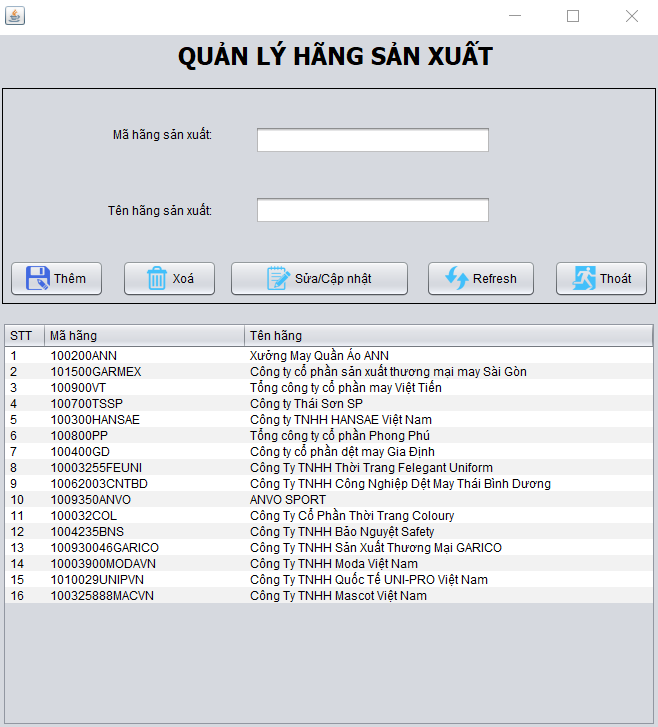 QUẢN LÝ HÃNG SẢN XUẤT
Mã hãng sản xuất:
Tên hãng sản xuất:
Thêm Xoá Sửa/Cập nhật Refresh Thoát
STT Mã hãng Tên hãng
1 100200ANN Xưởng May Quần Áo ANN
2 101500GARMEX Công ty cổ phần sản xuất thương mại may Sài Gòn
3 100900VT Tổng công ty cổ phần may Việt Tiến
4 100700TSSP Công ty Thái Sơn SP
5 100300HANSAE Công ty TNHH HANSAE Việt Nam
6 100800PP Tổng công ty cổ phần Phong Phú
7 100400GD Công ty cổ phần dệt may Gia Định
8 10003255FEUNI Công Ty TNHH Thời Trang Felegant Uniform
9 10062003CNTBD Công Ty TNHH Công Nghiệp Dệt May Thái Bình Dương
10 1009350ANVO ANVO SPORT
11 100032COL Công Ty Cổ Phần Thời Trang Coloury
12 1004235BNS Công Ty TNHH Bảo Nguyệt Safety
13 100930046GARICO Công Ty TNHH Sản Xuất Thương Mại GARICO
14 10003900MODAVN Công Ty TNHH Moda Việt Nam
15 1010029UNIPVN Công Ty TNHH Quốc Tế UNI-PRO Việt Nam
16 100325888MACVN Công Ty TNHH Mascot Việt Nam